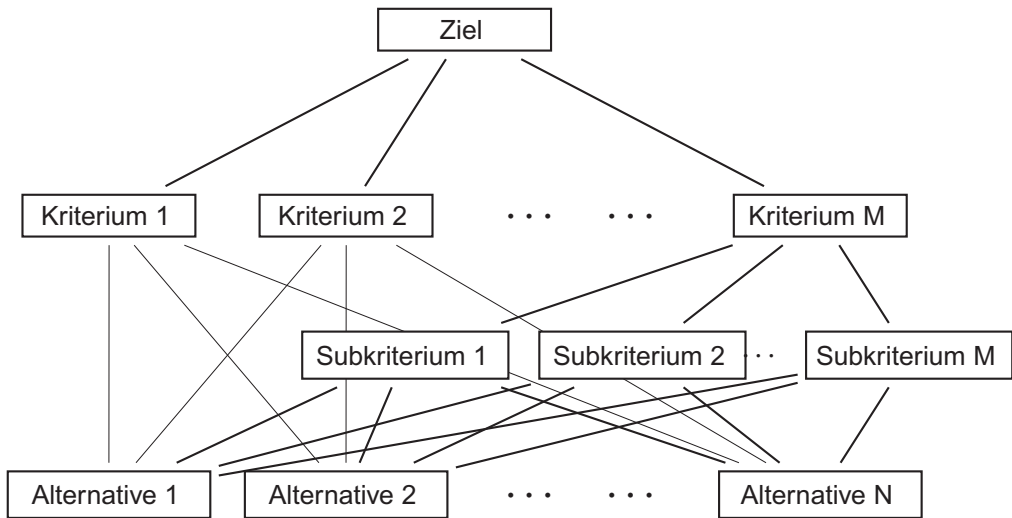 Ziel
Kriterium 1 Kriterium 2 ... ... Kriterium M
Subkriterium 1 Subkriterium 2 ... Subkriterium M
Alternative 1 Alternative 2 ... ... Alternative N